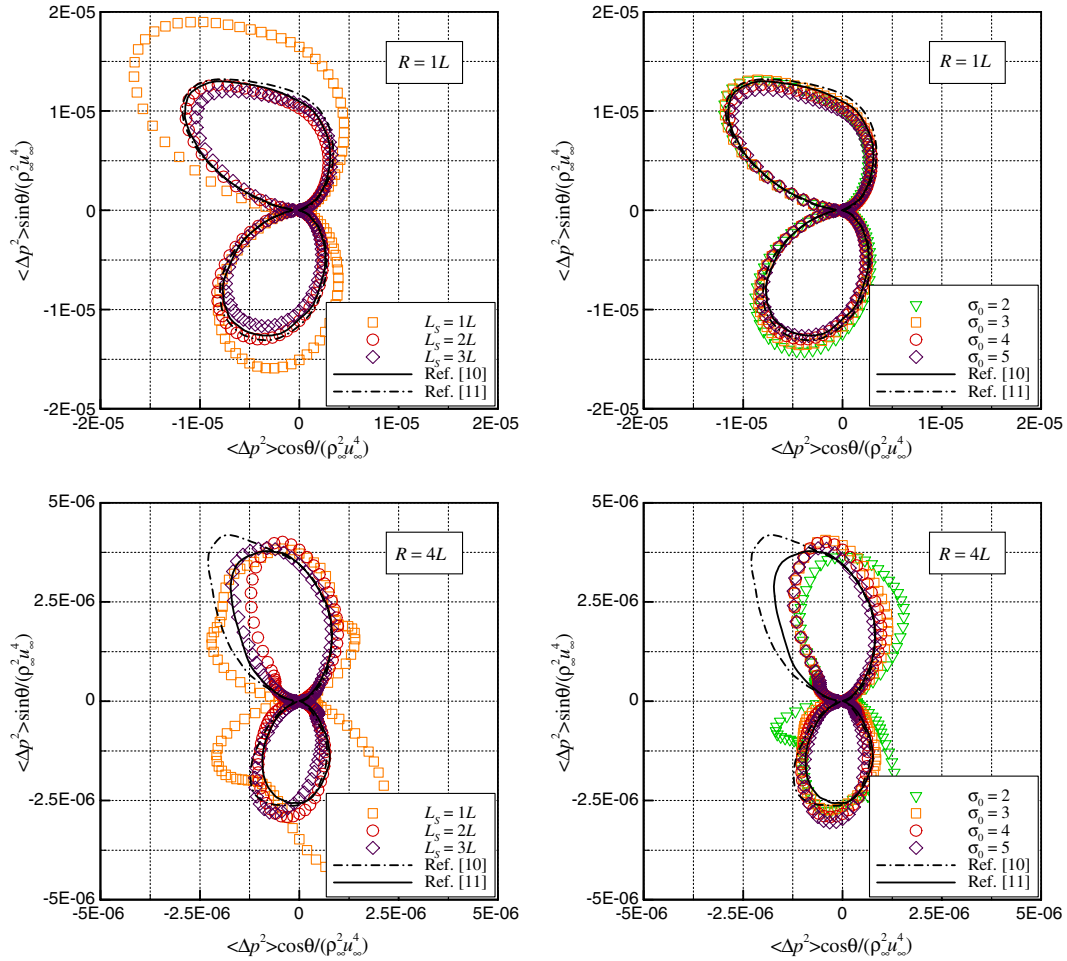 2E-05
1E-05
0
-1E-05
-2E-05
-2E-05
-1E-05
0
1E-05
2E-05
<Δp²>sinθ/(ρ∞²u∞⁴)
<Δp²>cosθ/(ρ∞²u∞⁴)
R = 1L
L_S = 1L
L_S = 2L
L_S = 3L
Ref. [10]
Ref. [11]
2E-05
1E-05
0
-1E-05
-2E-05
-2E-05
-1E-05
0
1E-05
2E-05
<Δp²>sinθ/(ρ∞²u∞⁴)
<Δp²>cosθ/(ρ∞²u∞⁴)
R = 1L
σ₀ = 2
σ₀ = 3
σ₀ = 4
σ₀ = 5
Ref. [10]
Ref. [11]
5E-06
2.5E-06
0
-2.5E-06
-5E-06
-5E-06
-2.5E-06
0
2.5E-06
5E-06
<Δp²>sinθ/(ρ∞²u∞⁴)
<Δp²>cosθ/(ρ∞²u∞⁴)
R = 4L
L_S = 1L
L_S = 2L
L_S = 3L
Ref. [10]
Ref. [11]
5E-06
2.5E-06
0
-2.5E-06
-5E-06
-5E-06
-2.5E-06
0
2.5E-06
5E-06
<Δp²>sinθ/(ρ∞²u∞⁴)
<Δp²>cosθ/(ρ∞²u∞⁴)
R = 4L
σ₀ = 2
σ₀ = 3
σ₀ = 4
σ₀ = 5
Ref. [10]
Ref. [11]